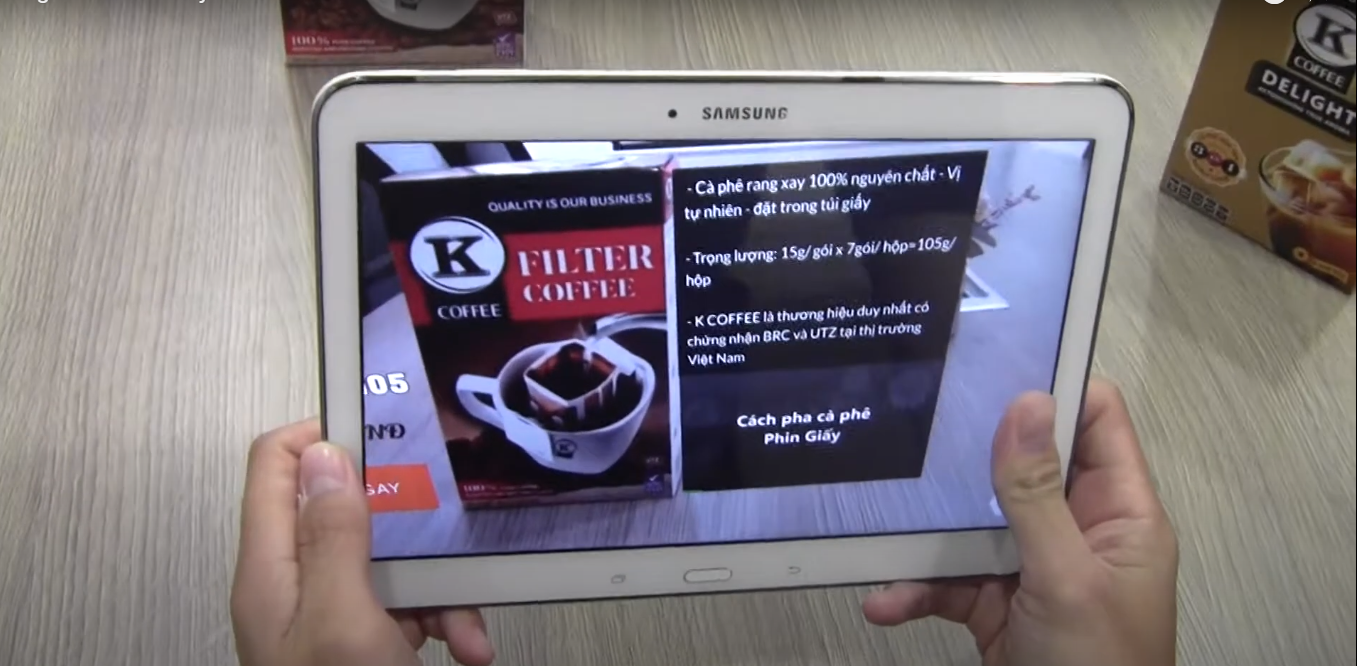 100%
K
COFFEE
DELIGHT
SAMSUNG
QUALITY IS OUR BUSINESS
K
COFFEE
FILTER
COFFEE
K
100%
05
NĐ
GAY
- Cà phê rang xay 100% nguyên chất - Vị
tự nhiên - đặt trong túi giấy
- Trọng lượng: 15g/ gói x 7gói/ hộp=105g/
hộp
- K COFFEE là thương hiệu duy nhất có
chứng nhận BRC và UTZ tại thị trường
Việt Nam
Cách pha cà phê
Phin Giấy